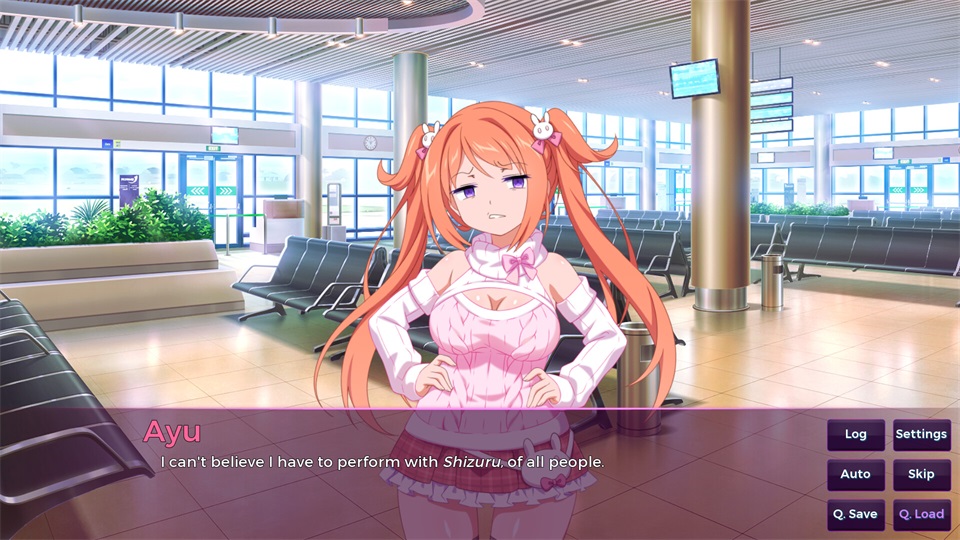 Ayu
I can't believe I have to perform with Shizuru, of all people.
Log
Settings
Auto
Skip
Q. Save
Q. Load